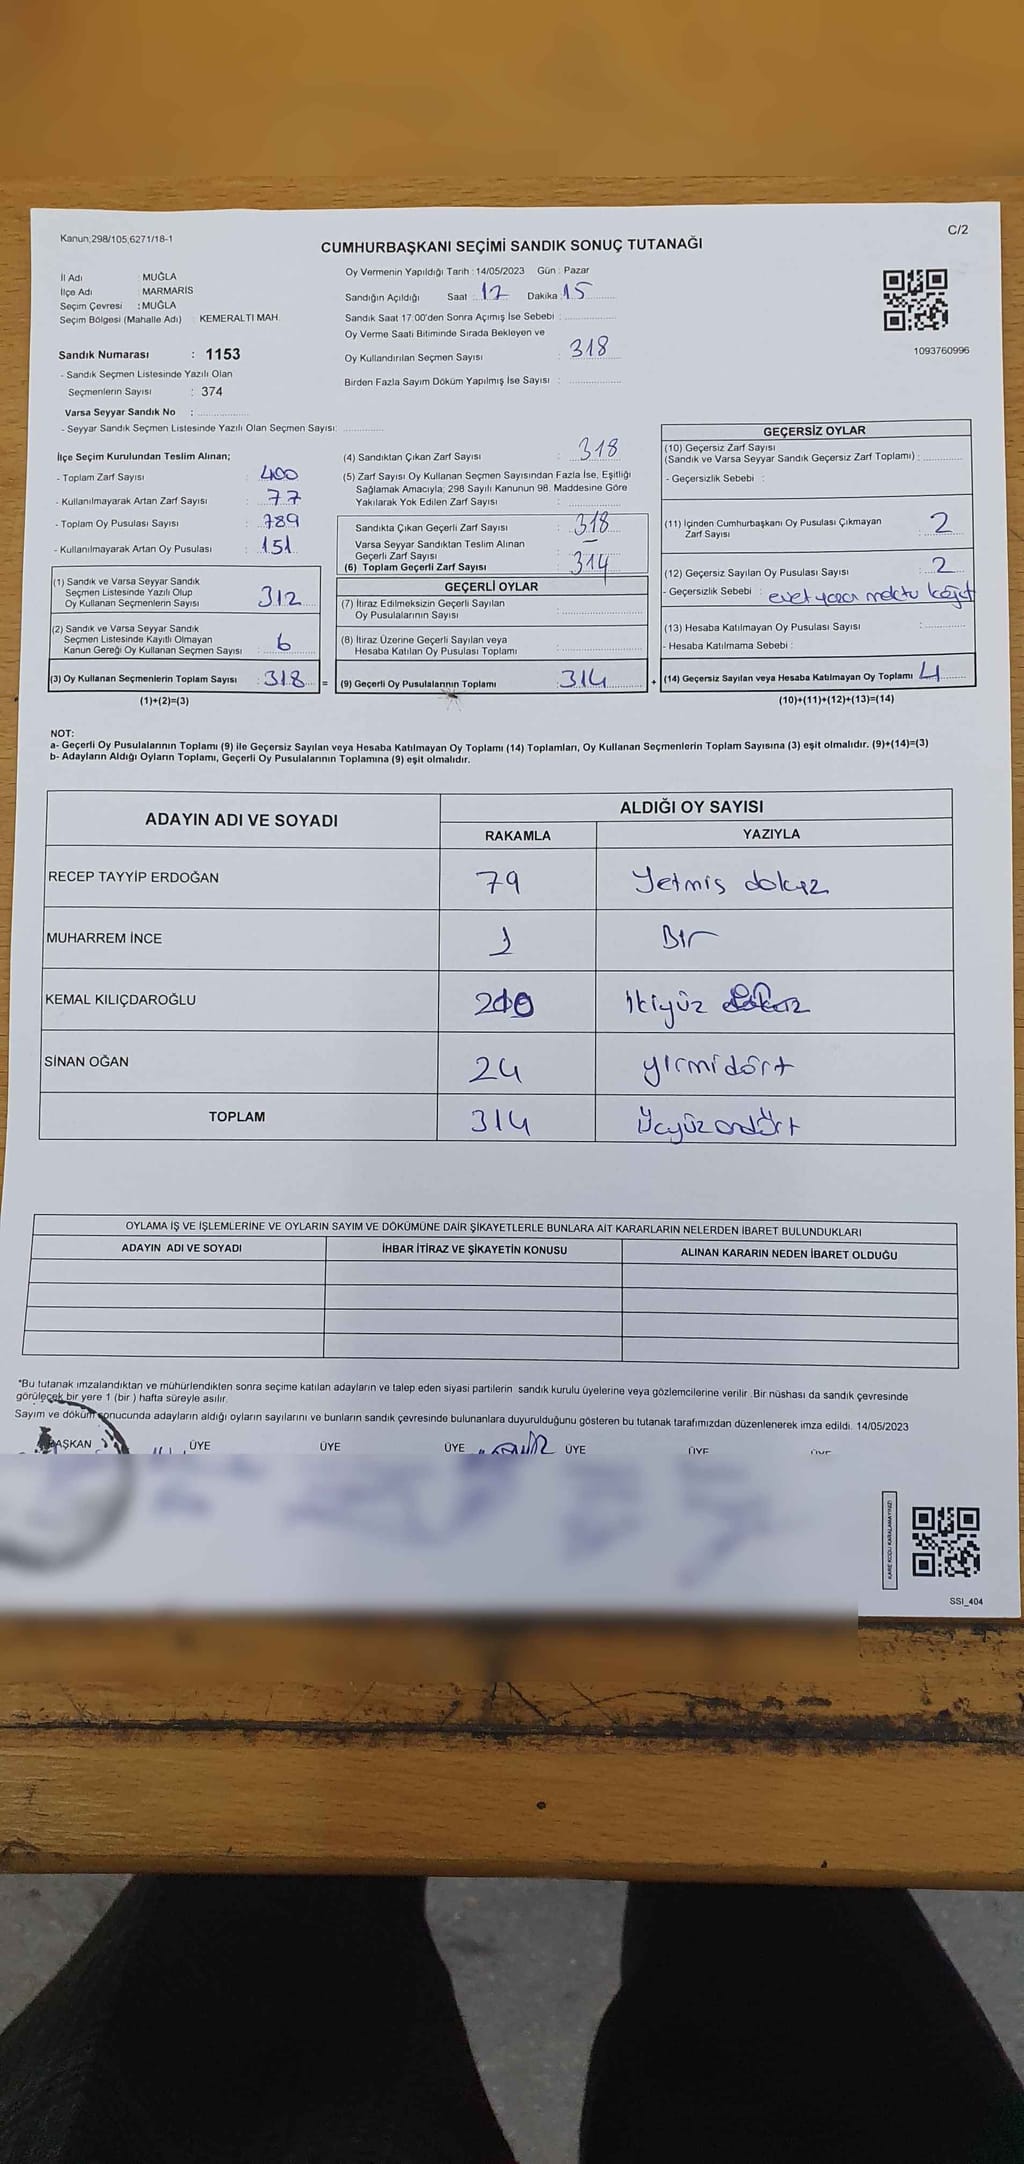 Kanun,298/105,6271/18-1
C/2
CUMHURBAŞKANI SEÇİMİ SANDIK SONUÇ TUTANAĞI
İl Adı : MUĞLA
İlçe Adı : MARMARİS
Seçim Çevresi : MUĞLA
Seçim Bölgesi (Mahalle Adı) KEMERALTI MAH.
Sandık Numarası : 1153
- Sandık Seçmen Listesinde Yazılı Olan
Seçmenlerin Sayısı : 374
Varsa Seyyar Sandık No :
- Seyyar Sandık Seçmen Listesinde Yazılı Olan Seçmen Sayısı:
Oy Vermenin Yapıldığı Tarih : 14/05/2023 Gün : Pazar
Sandığın Açıldığı Saat 17 Dakika : 15
Sandık Saat 17:00'den Sonra Açımış İse Sebebi :
Oy Verme Saati Bitiminde Sırada Bekleyen ve
Oy Kullandırılan Seçmen Sayısı : 318
Birden Fazla Sayım Döküm Yapılmış İse Sayısı :
1093760996
İlçe Seçim Kurulundan Teslim Alınan;
- Toplam Zarf Sayısı : 400
- Kullanılmayarak Artan Zarf Sayısı : 77
- Toplam Oy Pusulası Sayısı : 789
- Kullanılmayarak Artan Oy Pusulası : 151
(1) Sandık ve Varsa Seyyar Sandık
Seçmen Listesinde Yazılı Olup
Oy Kullanan Seçmenlerin Sayısı : 312
(2) Sandık ve Varsa Seyyar Sandık
Seçmen Listesinde Kayıtlı Olmayan
Kanun Gereği Oy Kullanan Seçmen Sayısı : 6
(3) Oy Kullanan Seçmenlerin Toplam Sayısı : 318 =
(1)+(2)=(3)
(4) Sandıktan Çıkan Zarf Sayısı : 318
(5) Zarf Sayısı Oy Kullanan Seçmen Sayısından Fazla İse, Eşitliği
Sağlamak Amacıyla; 298 Sayılı Kanunun 98. Maddesine Göre
Yakılarak Yok Edilen Zarf Sayısı :
Sandıkta Çıkan Geçerli Zarf Sayısı : 318
Varsa Seyyar Sandıktan Teslim Alınan
Geçerli Zarf Sayısı : —
(6) Toplam Geçerli Zarf Sayısı : 314
GEÇERLİ OYLAR
(7) İtiraz Edilmeksizin Geçerli Sayılan
Oy Pusulalarının Sayısı :
(8) İtiraz Üzerine Geçerli Sayılan veya
Hesaba Katılan Oy Pusulası Toplamı :
(9) Geçerli Oy Pusulalarının Toplamı : 314 +
GEÇERSİZ OYLAR
(10) Geçersiz Zarf Sayısı
(Sandık ve Varsa Seyyar Sandık Geçersiz Zarf Toplamı) :
- Geçersizlik Sebebi :
(11) İçinden Cumhurbaşkanı Oy Pusulası Çıkmayan
Zarf Sayısı : 2
(12) Geçersiz Sayılan Oy Pusulası Sayısı : 2
- Geçersizlik Sebebi : evet
(13) Hesaba Katılmayan Oy Pusulası Sayısı :
- Hesaba Katılmama Sebebi :
(14) Geçersiz Sayılan veya Hesaba Katılmayan Oy Toplamı 4
(10)+(11)+(12)+(13)=(14)
NOT:
a- Geçerli Oy Pusulalarının Toplamı (9) ile Geçersiz Sayılan veya Hesaba Katılmayan Oy Toplamı (14) Toplamları, Oy Kullanan Seçmenlerin Toplam Sayısına (3) eşit olmalıdır. (9)+(14)=(3)
b- Adayların Aldığı Oyların Toplamı, Geçerli Oy Pusulalarının Toplamına (9) eşit olmalıdır.
ADAYIN ADI VE SOYADI ALDIĞI OY SAYISI
RAKAMLA YAZIYLA
RECEP TAYYİP ERDOĞAN 79 Yetmiş dokuz
MUHARREM İNCE 1 Bir
KEMAL KILIÇDAROĞLU 210 ikiyüz
SİNAN OĞAN 24 yirmidört
TOPLAM 314 Üçyüzondört
OYLAMA İŞ VE İŞLEMLERİNE VE OYLARIN SAYIM VE DÖKÜMÜNE DAİR ŞİKAYETLERLE BUNLARA AİT KARARLARIN NELERDEN İBARET BULUNDUKLARI
ADAYIN ADI VE SOYADI İHBAR İTİRAZ VE ŞİKAYETİN KONUSU ALINAN KARARIN NEDEN İBARET OLDUĞU
*Bu tutanak imzalandıktan ve mühürlendikten sonra seçime katılan adayların ve talep eden siyasi partilerin sandık kurulu üyelerine veya gözlemcilerine verilir .Bir nüshası da sandık çevresinde
görülecek bir yere 1 (bir ) hafta süreyle asılır.
Sayım ve döküm sonucunda adayların aldığı oyların sayılarını ve bunların sandık çevresinde bulunanlara duyurulduğunu gösteren bu tutanak tarafımızdan düzenlenerek imza edildi. 14/05/2023
BAŞKAN ÜYE ÜYE ÜYE ÜYE ÜYE ÜYE
KARE KODU KARALAMAYINIZ!
SSI_404